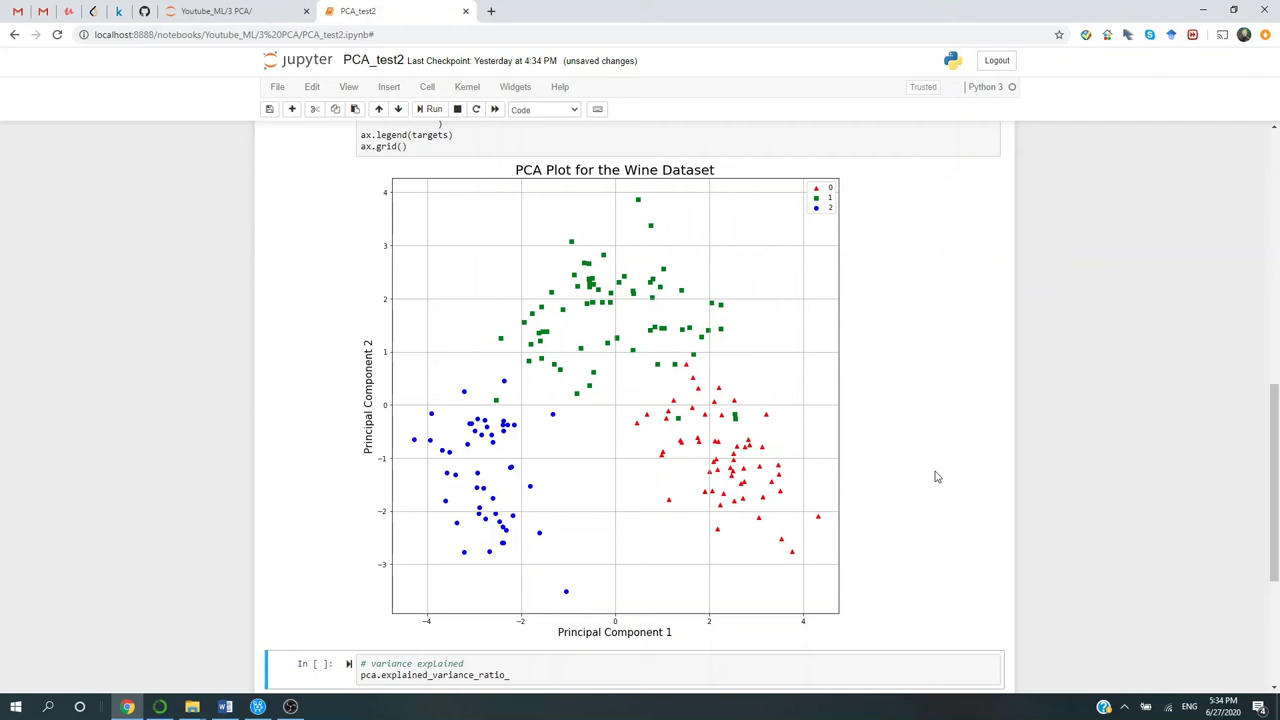 Youtube_ML/3 PCA/
PCA_test2
localhost:8888/notebooks/Youtube_ML/3%20PCA/PCA_test2.ipynb#
jupyter PCA_test2 Last Checkpoint: Yesterday at 4:34 PM (unsaved changes)
Logout
File Edit View Insert Cell Kernel Widgets Help
Trusted
Python 3
Run
Code
)
ax.legend(targets)
ax.grid()
PCA Plot for the Wine Dataset
0
1
2
4
3
2
1
0
−1
−2
−3
Principal Component 2
−4 −2 0 2 4
Principal Component 1
In [ ]:
# variance explained
pca.explained_variance_ratio_
ENG
5:34 PM
6/27/2020
4